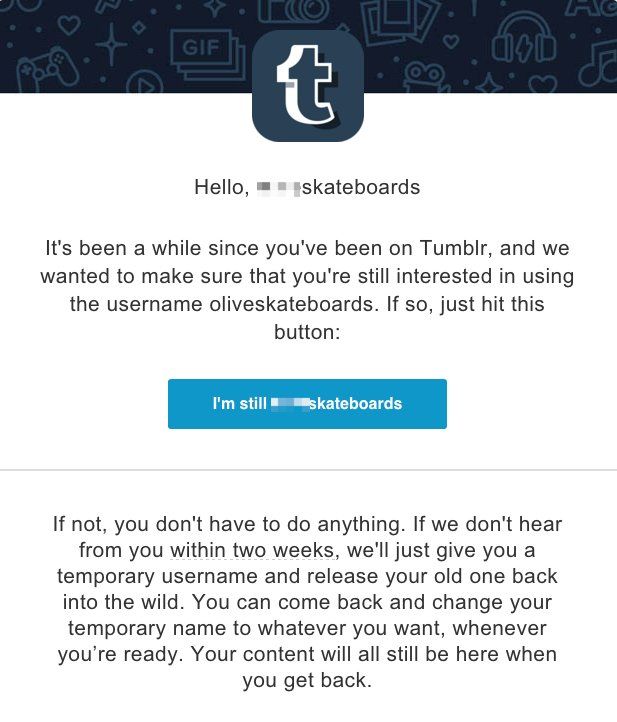 GIF
t
Hello, skateboards
It's been a while since you've been on Tumblr, and we
wanted to make sure that you're still interested in using
the username oliveskateboards. If so, just hit this
button:
I'm still skateboards
If not, you don't have to do anything. If we don't hear
from you within two weeks, we'll just give you a
temporary username and release your old one back
into the wild. You can come back and change your
temporary name to whatever you want, whenever
you’re ready. Your content will all still be here when
you get back.